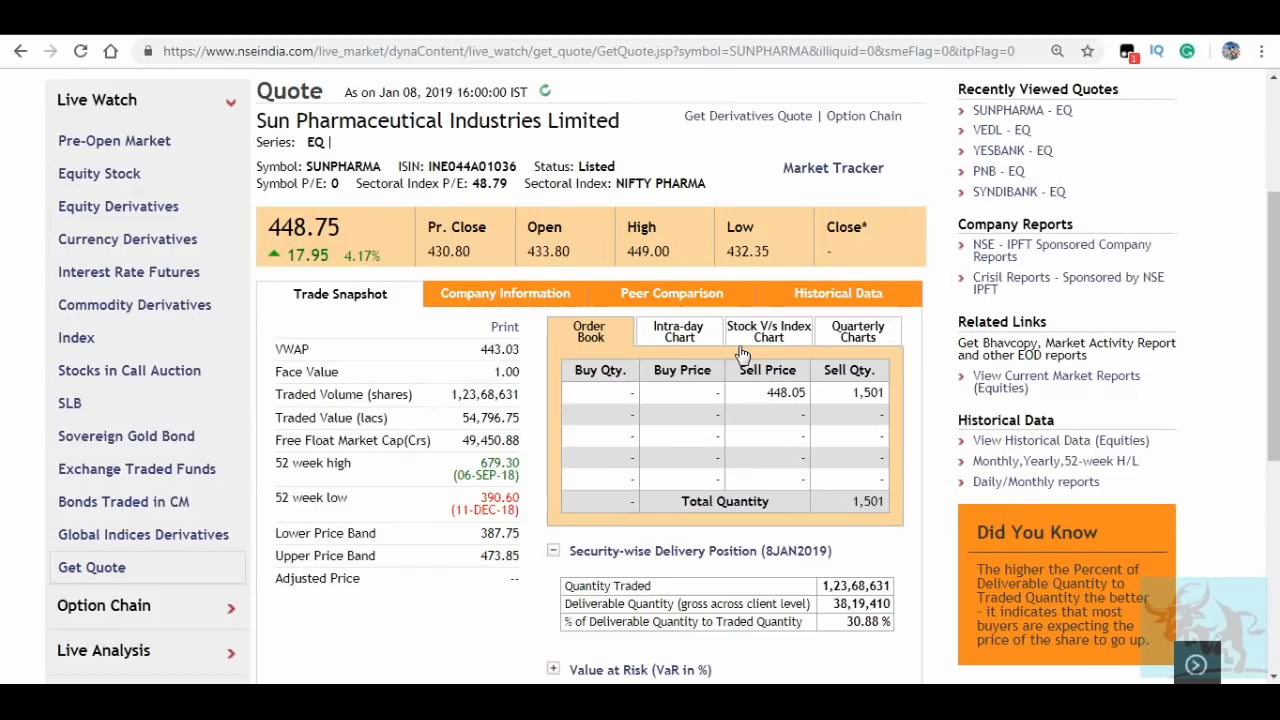 https://www.nseindia.com/live_market/dynaContent/live_watch/get_quote/GetQuote.jsp?symbol=SUNPHARMA&illiquid=0&smeFlag=0&itpFlag=0
1
Live Watch
Pre-Open Market
Equity Stock
Equity Derivatives
Currency Derivatives
Interest Rate Futures
Commodity Derivatives
Index
Stocks in Call Auction
SLB
Sovereign Gold Bond
Exchange Traded Funds
Bonds Traded in CM
Global Indices Derivatives
Get Quote
Option Chain
Live Analysis
Quote As on Jan 08, 2019 16:00:00 IST
Sun Pharmaceutical Industries Limited
Get Derivatives Quote | Option Chain
Series: EQ |
Symbol: SUNPHARMA ISIN: INE044A01036 Status: Listed
Symbol P/E: 0 Sectoral Index P/E: 48.79 Sectoral Index: NIFTY PHARMA
Market Tracker
448.75 Pr. Close Open High Low Close*
17.95 4.17% 430.80 433.80 449.00 432.35 -
Trade Snapshot Company Information Peer Comparison Historical Data
Print
VWAP 443.03
Face Value 1.00
Traded Volume (shares) 1,23,68,631
Traded Value (lacs) 54,796.75
Free Float Market Cap(Crs) 49,450.88
52 week high 679.30
(06-SEP-18)
52 week low 390.60
(11-DEC-18)
Lower Price Band 387.75
Upper Price Band 473.85
Adjusted Price --
Order Book
Intra-day Chart
Stock V/s Index Chart
Quarterly Charts
Buy Qty. Buy Price Sell Price Sell Qty.
- - 448.05 1,501
- - - -
- - - -
- - - -
- - - -
- Total Quantity 1,501
Security-wise Delivery Position (8JAN2019)
Quantity Traded 1,23,68,631
Deliverable Quantity (gross across client level) 38,19,410
% of Deliverable Quantity to Traded Quantity 30.88 %
Value at Risk (VaR in %)
Recently Viewed Quotes
SUNPHARMA - EQ
VEDL - EQ
YESBANK - EQ
PNB - EQ
SYNDIBANK - EQ
Company Reports
NSE - IPFT Sponsored Company
Reports
Crisil Reports - Sponsored by NSE
IPFT
Related Links
Get Bhavcopy, Market Activity Report
and other EOD reports
View Current Market Reports
(Equities)
Historical Data
View Historical Data (Equities)
Monthly,Yearly,52-week H/L
Daily/Monthly reports
Did You Know
The higher the Percent of
Deliverable Quantity to
Traded Quantity the better
- it indicates that most
buyers are expecting the
price of the share to go up.